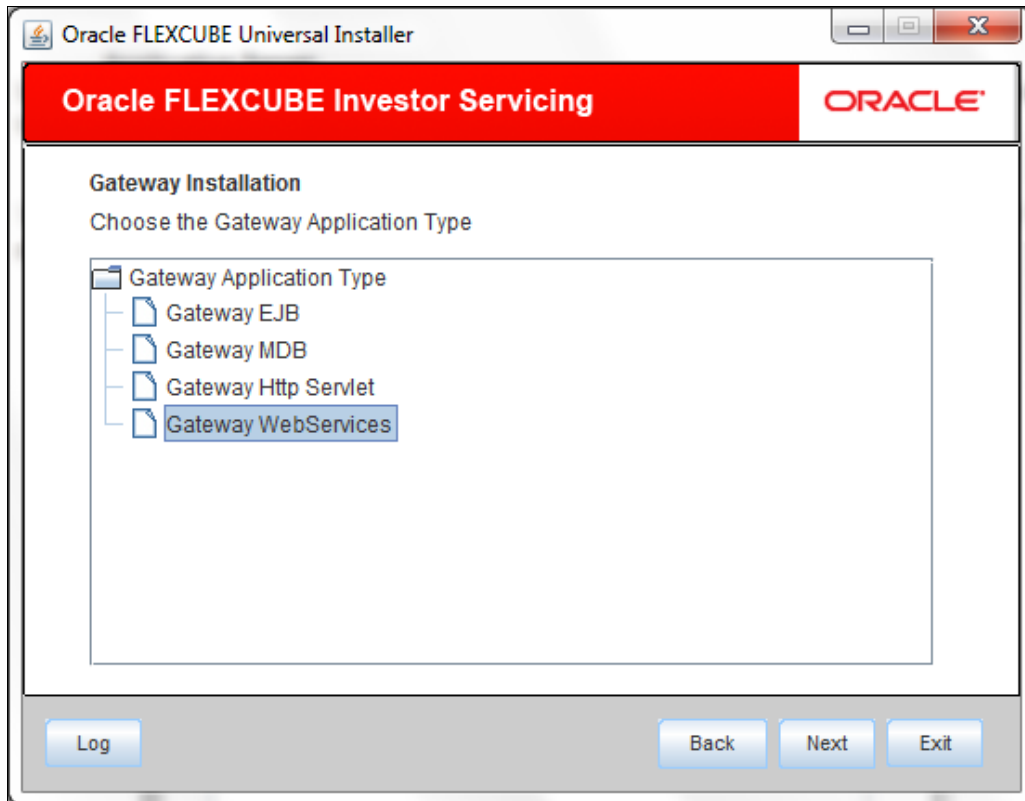 Oracle FLEXCUBE Universal Installer
Oracle FLEXCUBE Investor Servicing
ORACLE
Gateway Installation
Choose the Gateway Application Type
Gateway Application Type
Gateway EJB
Gateway MDB
Gateway Http Servlet
Gateway WebServices
Log Back Next Exit